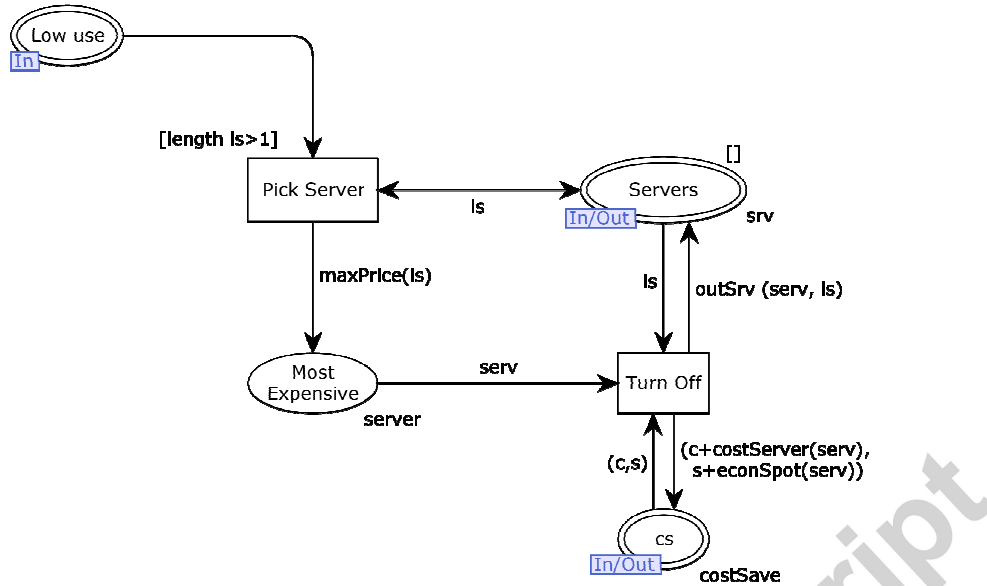 Low use
In
[length ls>1]
Pick Server
ls
[]
Servers
In/Out
srv
maxPrice(ls)
ls
outSrv (serv, ls)
Most
Expensive
server
serv
Turn Off
(c,s)
(c+costServer(serv),
s+econSpot(serv))
cs
In/Out
costSave
ript